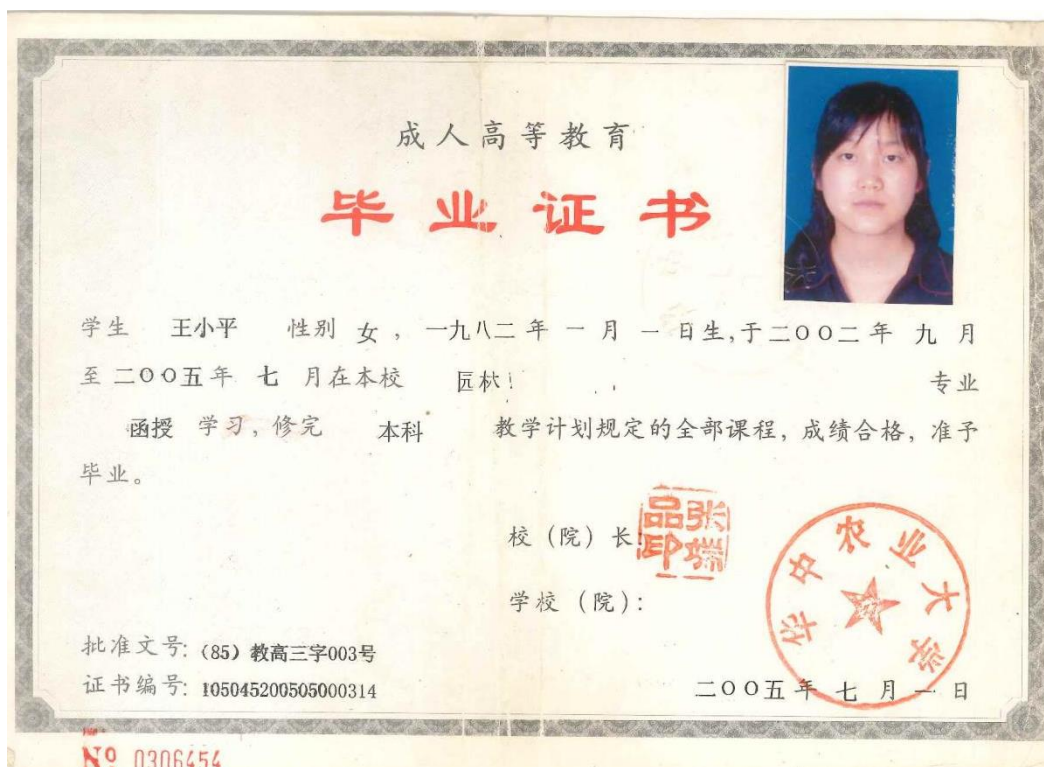 成人高等教育
毕业证书
学生 王小平 性别 女，一九八二年 一 月 一 日生，于二〇〇二年 九 月
至二〇〇五年 七 月在本校 专业
函授 学习，修完 本科 教学计划规定的全部课程，成绩合格，准予
毕业。
校（院）长：
张端品印
学校（院）：
华中农业大学
批准文号：(85) 教高三字003号
证书编号：105045200505000314
二〇〇五年 七 月 一 日
№ 0306454